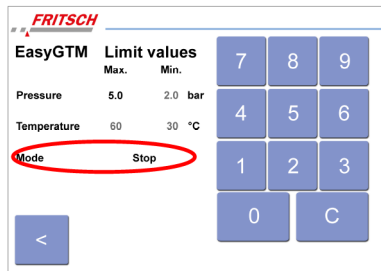 FRITSCH
EasyGTM Limit values
Max. Min.
Pressure 5.0 2.0 bar
Temperature 60 30 °C
Mode Stop
7 8 9
4 5 6
1 2 3
0 C
<